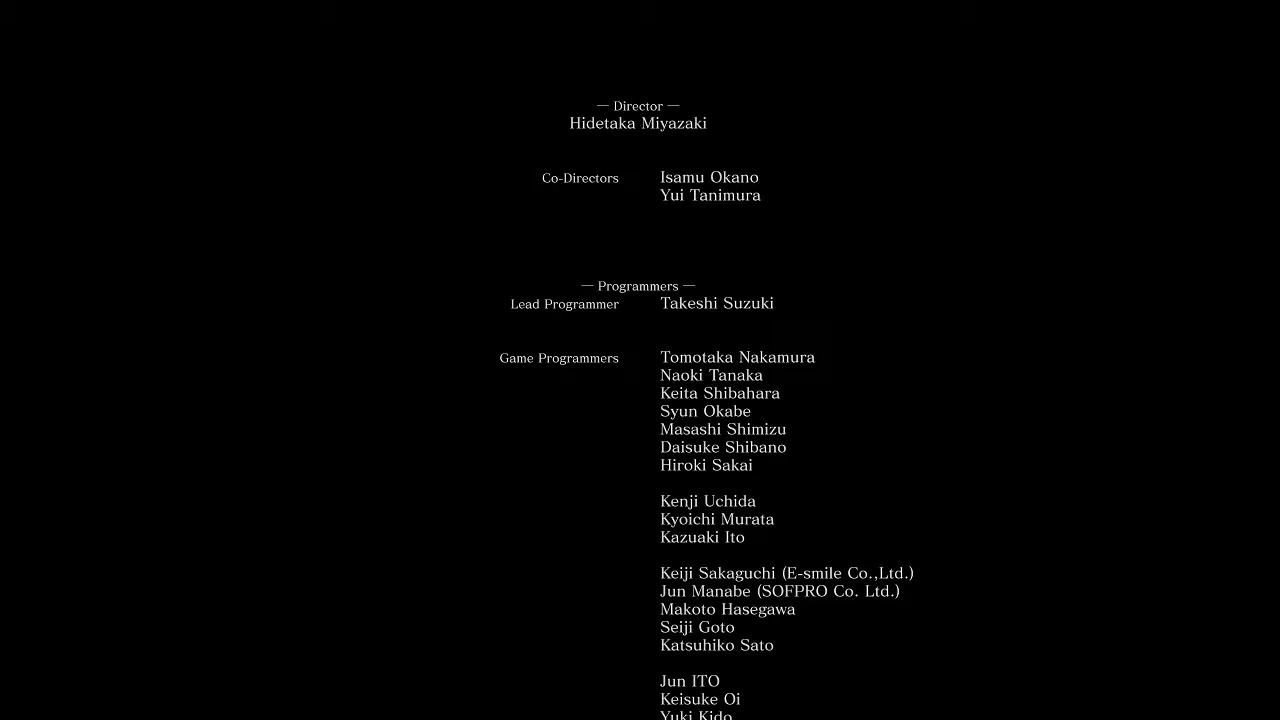 — Director —
Hidetaka Miyazaki
Co-Directors Isamu Okano
Yui Tanimura
— Programmers —
Lead Programmer Takeshi Suzuki
Game Programmers Tomotaka Nakamura
Naoki Tanaka
Keita Shibahara
Syun Okabe
Masashi Shimizu
Daisuke Shibano
Hiroki Sakai
Kenji Uchida
Kyoichi Murata
Kazuaki Ito
Keiji Sakaguchi (E-smile Co.,Ltd.)
Jun Manabe (SOFPRO Co. Ltd.)
Makoto Hasegawa
Seiji Goto
Katsuhiko Sato
Jun ITO
Keisuke Oi
Yuki Kido